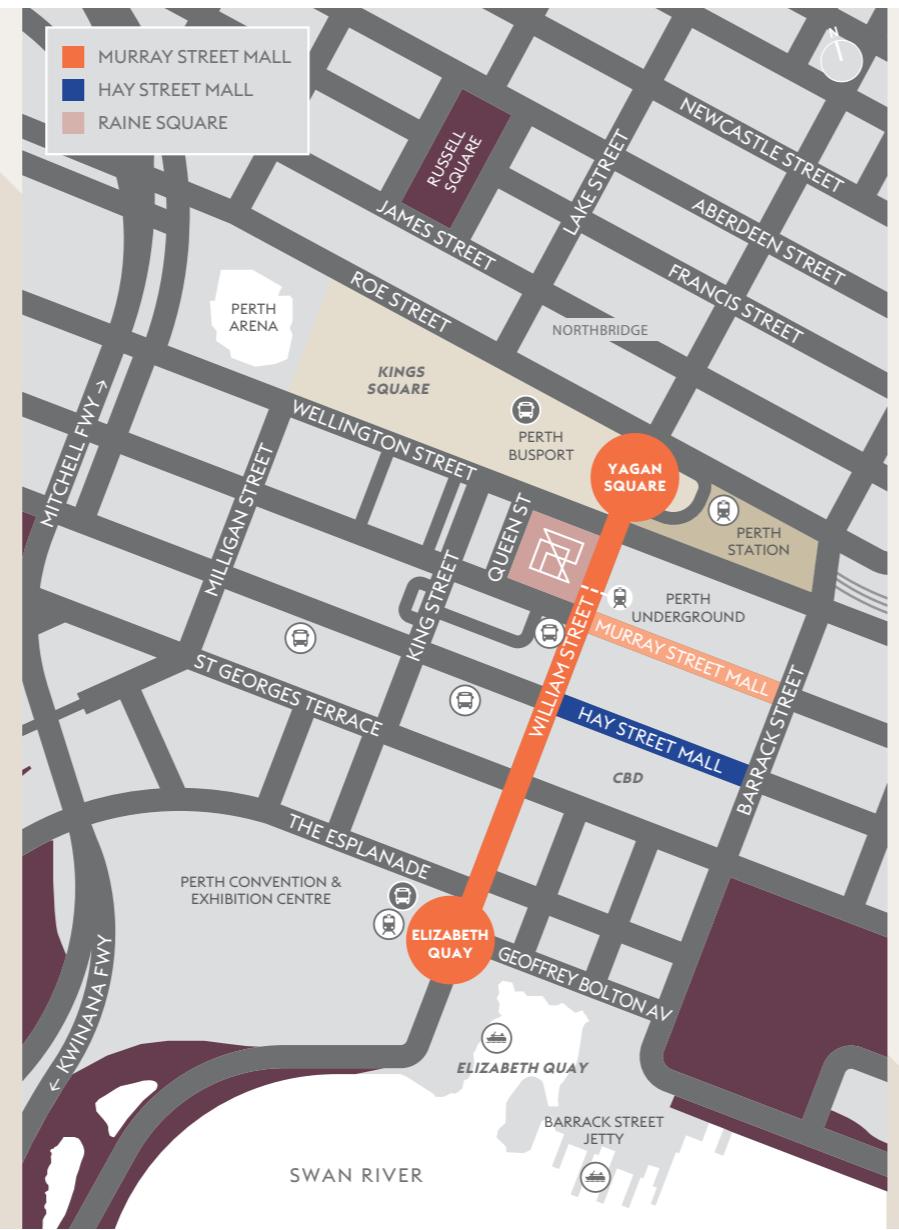 MURRAY STREET MALL
HAY STREET MALL
RAINE SQUARE
N
NEWCASTLE STREET
RUSSELL
SQUARE
LAKE STREET
ABERDEEN STREET
JAMES STREET
FRANCIS STREET
ROE STREET
PERTH
ARENA
NORTHBRIDGE
KINGS
SQUARE
MITCHELL FWY →
WELLINGTON STREET
PERTH
BUSPORT
YAGAN
SQUARE
MILLIGAN STREET
QUEEN ST
PERTH
STATION
KING STREET
PERTH
UNDERGROUND
WILLIAM STREET
MURRAY STREET MALL
ST GEORGES TERRACE
HAY STREET MALL
BARRACK STREET
CBD
THE ESPLANADE
PERTH CONVENTION &
EXHIBITION CENTRE
ELIZABETH
QUAY
GEOFFREY BOLTON AV
← KWINANA FWY
ELIZABETH QUAY
BARRACK STREET
JETTY
SWAN RIVER